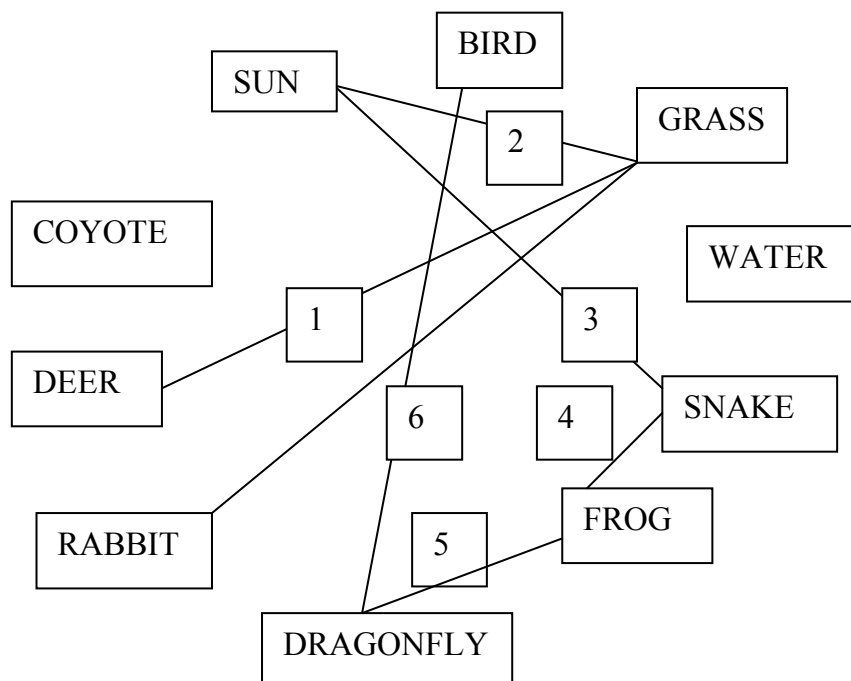 BIRD
SUN
GRASS
2
COYOTE
WATER
1
3
DEER
SNAKE
6
4
RABBIT
FROG
5
DRAGONFLY